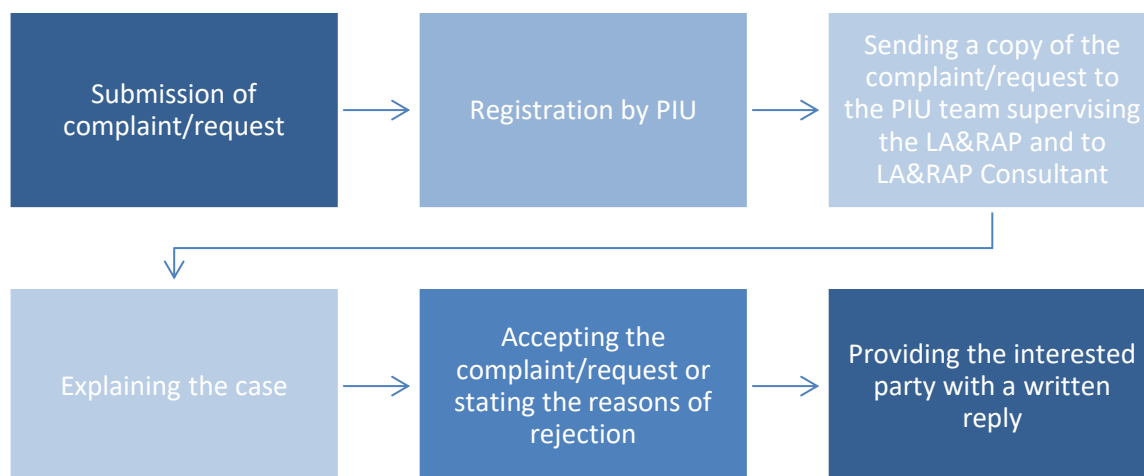 Submission of
complaint/request
Registration by PIU
Sending a copy of the
complaint/request to
the PIU team supervising
the LA&RAP and to
LA&RAP Consultant
Explaining the case
Accepting the
complaint/request or
stating the reasons of
rejection
Providing the interested
party with a written
reply